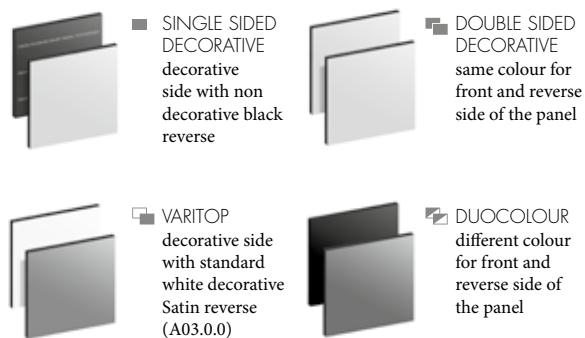 SINGLE SIDED
DECORATIVE
decorative
side with non
decorative black
reverse
DOUBLE SIDED
DECORATIVE
same colour for
front and reverse
side of the panel
VARITOP
decorative side
with standard
white decorative
Satin reverse
(A03.0.0)
DUOCOLOUR
different colour
for front and
reverse side of
the panel